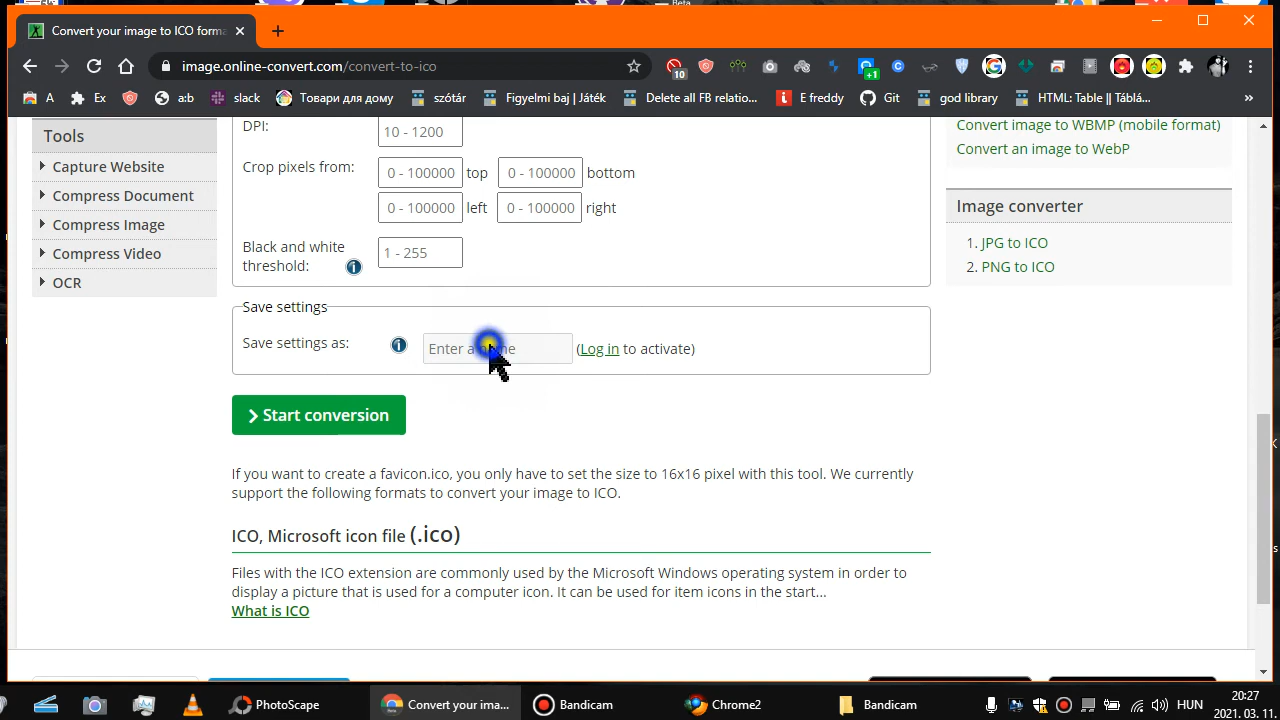 Beta
Convert your image to ICO forma
image.online-convert.com/convert-to-ico
10
+1
A
Ex
a:b
slack
Товари для дому
szótár
Figyelmi baj | Játék
Delete all FB relatio...
E freddy
Git
god library
HTML: Table || Táblá...
»
Tools
Capture Website
Compress Document
Compress Image
Compress Video
OCR
DPI:
10 - 1200
Crop pixels from:
0 - 100000 top 0 - 100000 bottom
0 - 100000 left 0 - 100000 right
Black and white
threshold:
1 - 255
Save settings
Save settings as:
(Log in to activate)
Start conversion
If you want to create a favicon.ico, you only have to set the size to 16x16 pixel with this tool. We currently
support the following formats to convert your image to ICO.
ICO, Microsoft icon file (.ico)
Files with the ICO extension are commonly used by the Microsoft Windows operating system in order to
display a picture that is used for a computer icon. It can be used for item icons in the start...
What is ICO
Convert image to WBMP (mobile format)
Convert an image to WebP
Image converter
1. JPG to ICO
2. PNG to ICO
PhotoScape
Convert your ima...
Bandicam
Chrome2
Bandicam
HUN
20:27
2021. 03. 11.